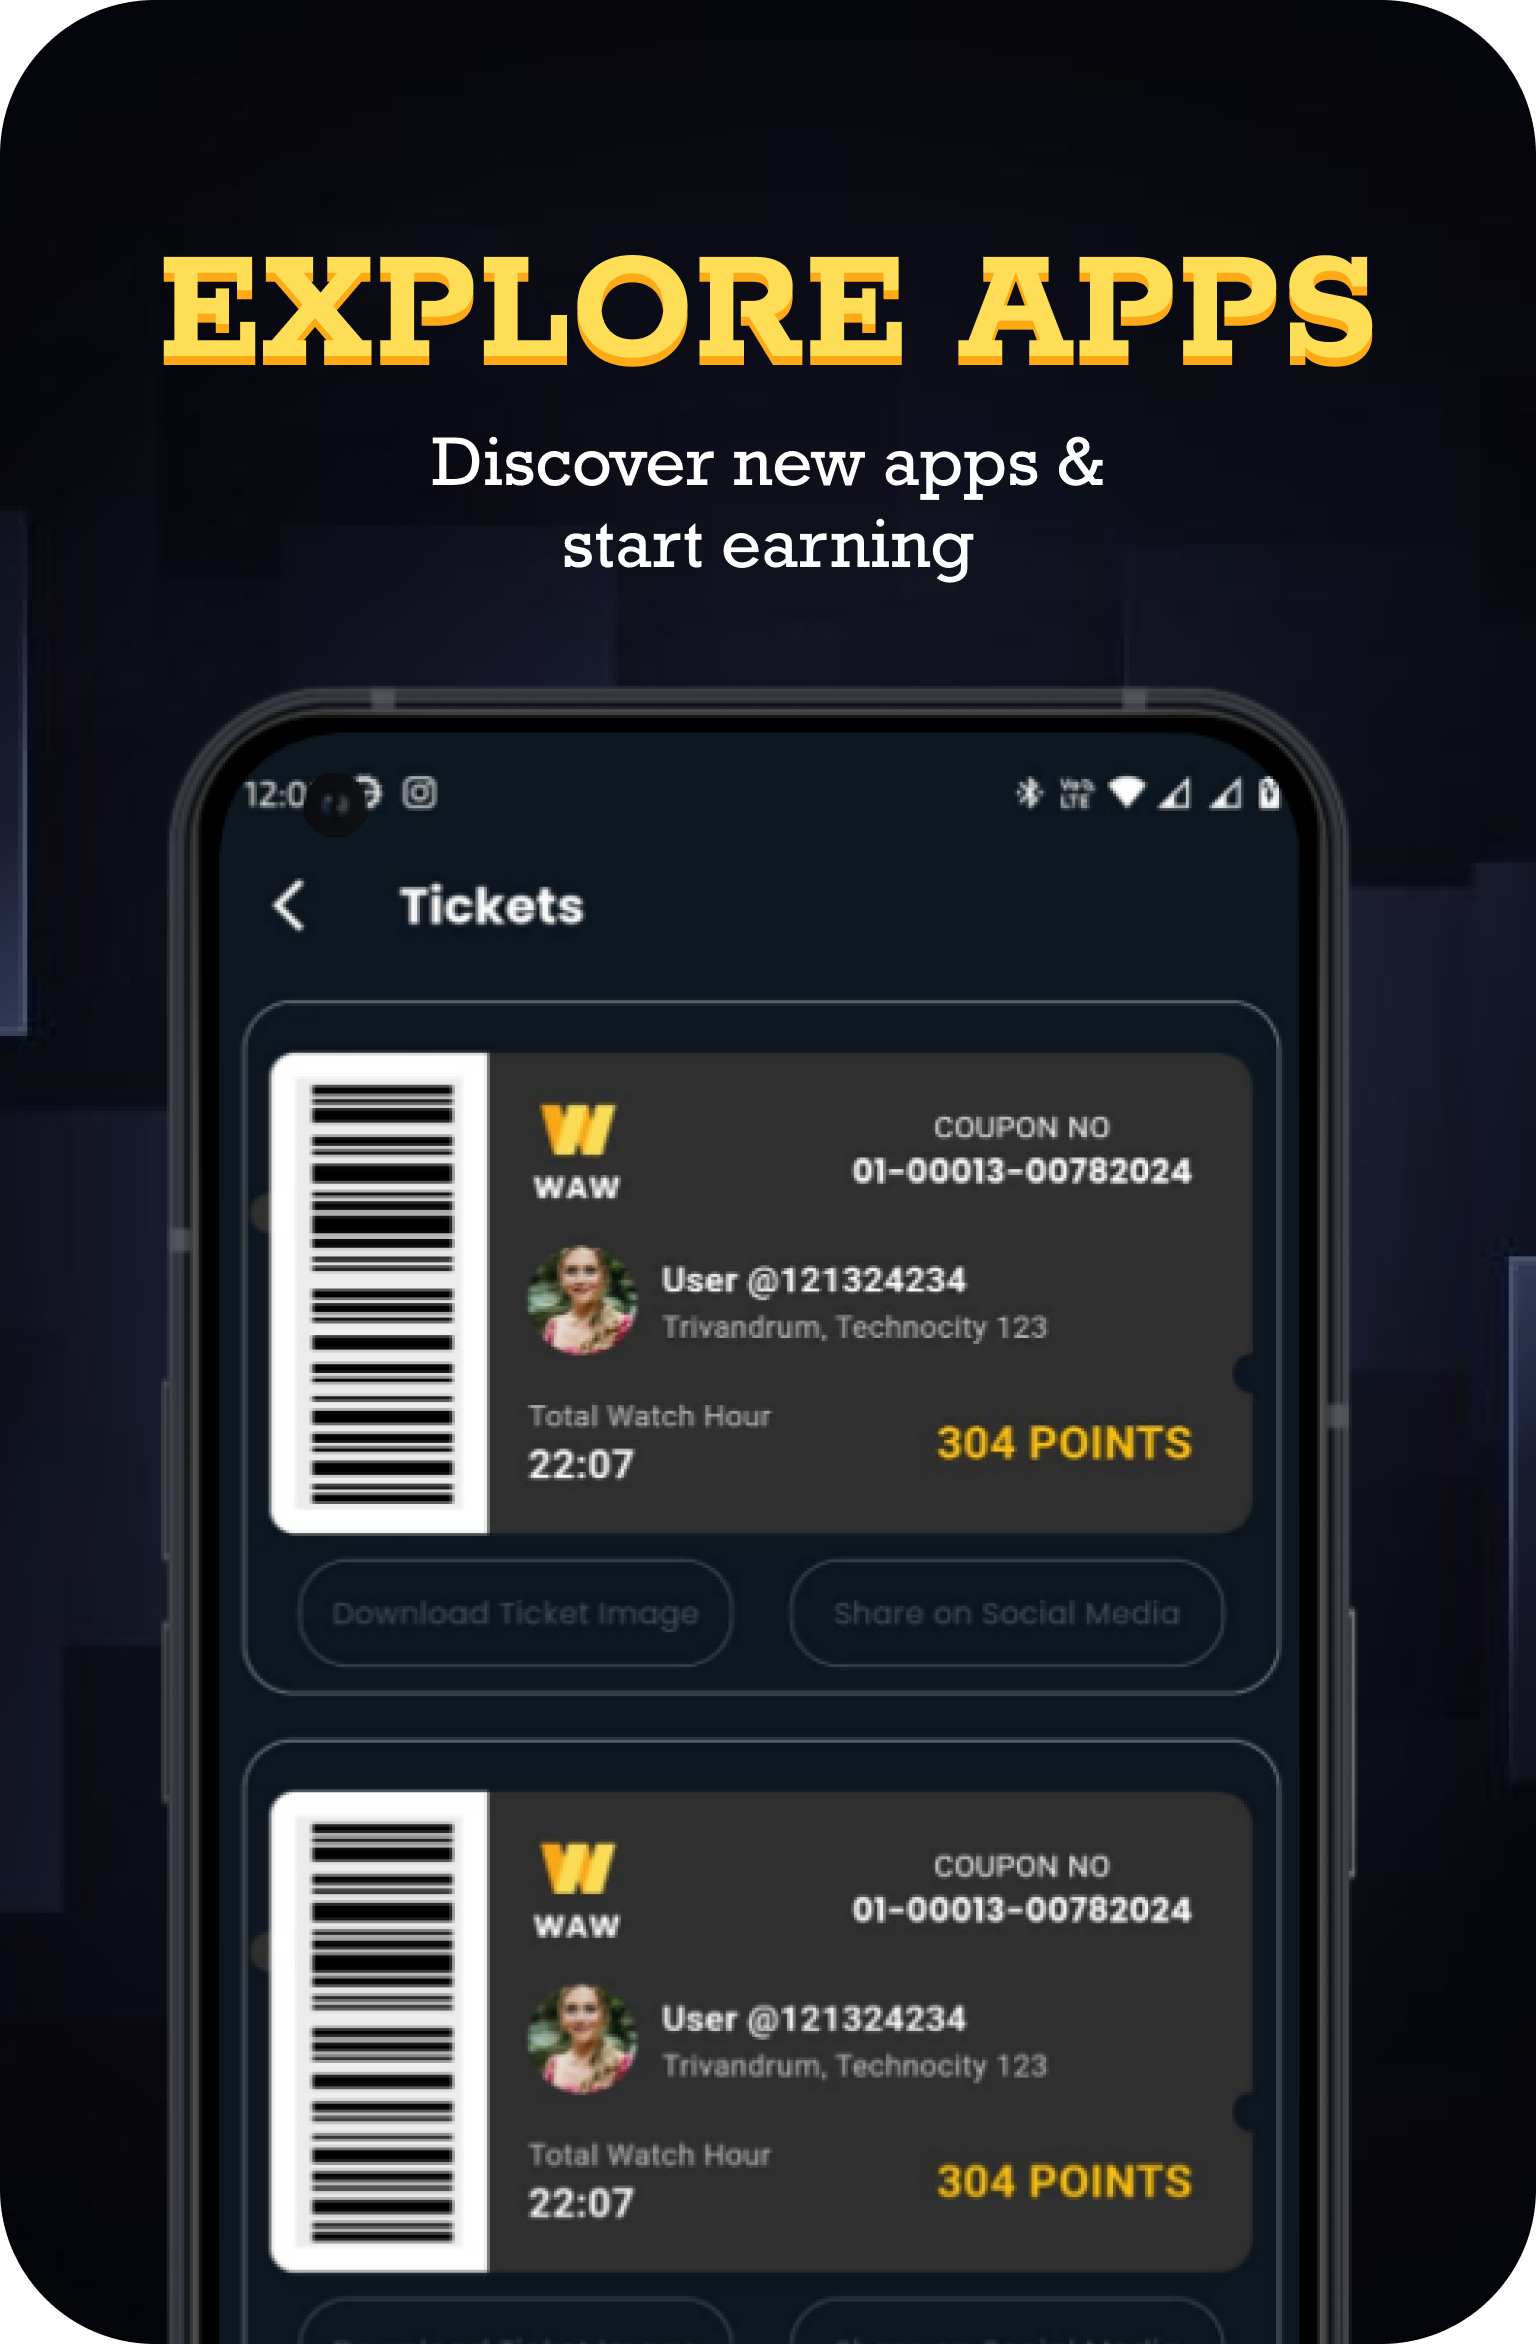 EXPLORE APPS
Discover new apps &
start earning
LTE
Tickets
WAW
COUPON NO
01-00013-00782024
User @121324234
Trivandrum, Technocity 123
Total Watch Hour
22:07
304 POINTS
Download Ticket Image
Share on Social Media
WAW
COUPON NO
01-00013-00782024
User @121324234
Trivandrum, Technocity 123
Total Watch Hour
22:07
304 POINTS